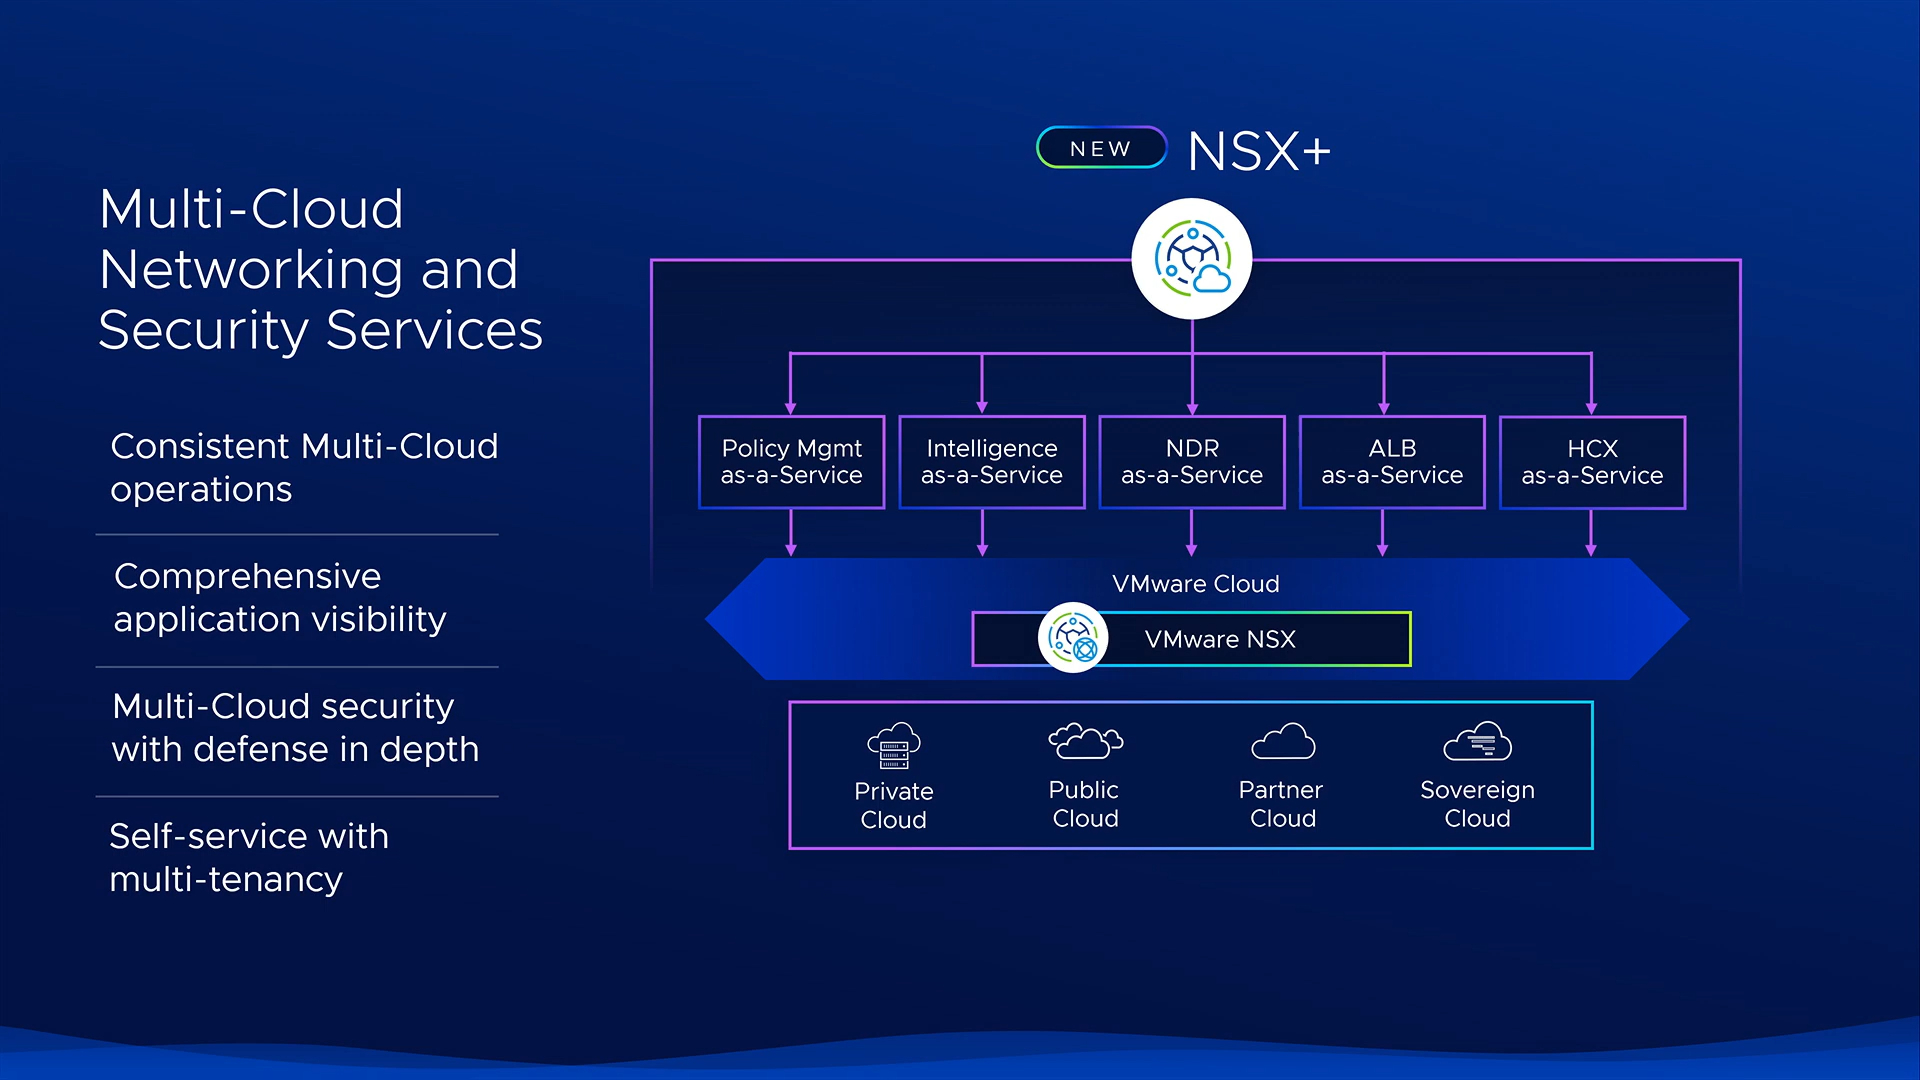 Multi-Cloud
Networking and
Security Services
Consistent Multi-Cloud
operations
Comprehensive
application visibility
Multi-Cloud security
with defense in depth
Self-service with
multi-tenancy
NEW
NSX+
Policy Mgmt
as-a-Service
Intelligence
as-a-Service
NDR
as-a-Service
ALB
as-a-Service
HCX
as-a-Service
VMware Cloud
VMware NSX
Private
Cloud
Public
Cloud
Partner
Cloud
Sovereign
Cloud